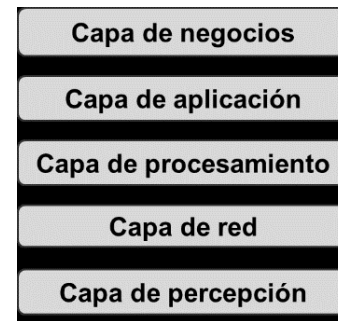 Capa de negocios
Capa de aplicación
Capa de procesamiento
Capa de red
Capa de percepción